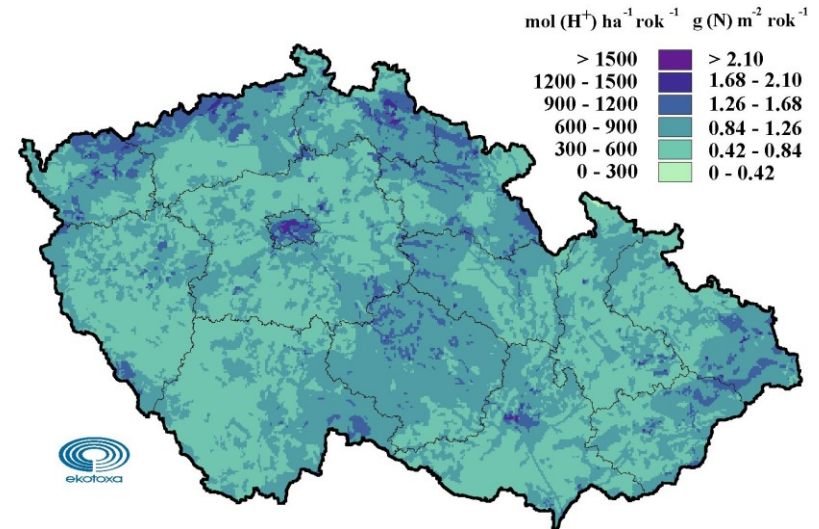 mol (H⁺) ha⁻¹ rok⁻¹ g (N) m⁻² rok⁻¹
> 1500 > 2.10
1200 - 1500 1.68 - 2.10
900 - 1200 1.26 - 1.68
600 - 900 0.84 - 1.26
300 - 600 0.42 - 0.84
0 - 300 0 - 0.42
ekotoxa